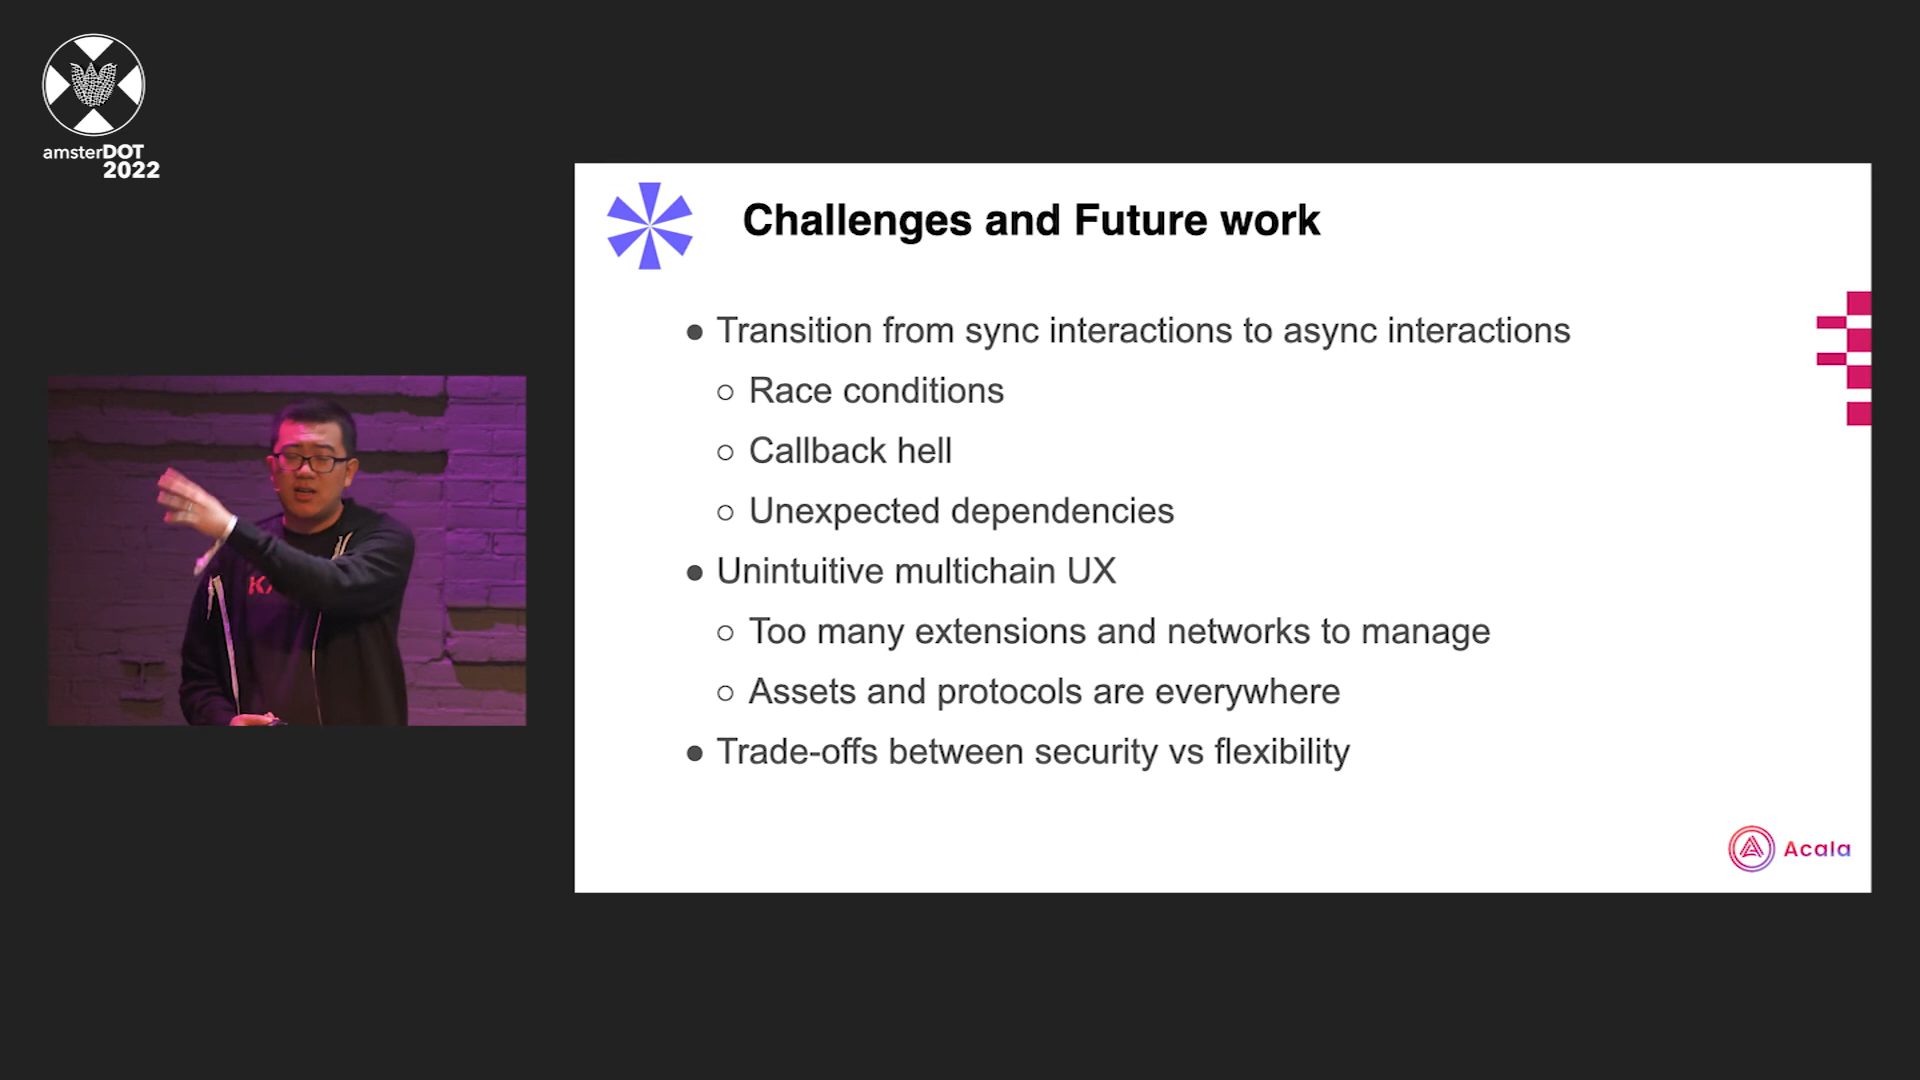 amsterDOT
2022
Challenges and Future work
● Transition from sync interactions to async interactions
○ Race conditions
○ Callback hell
○ Unexpected dependencies
● Unintuitive multichain UX
○ Too many extensions and networks to manage
○ Assets and protocols are everywhere
● Trade-offs between security vs flexibility
Acala